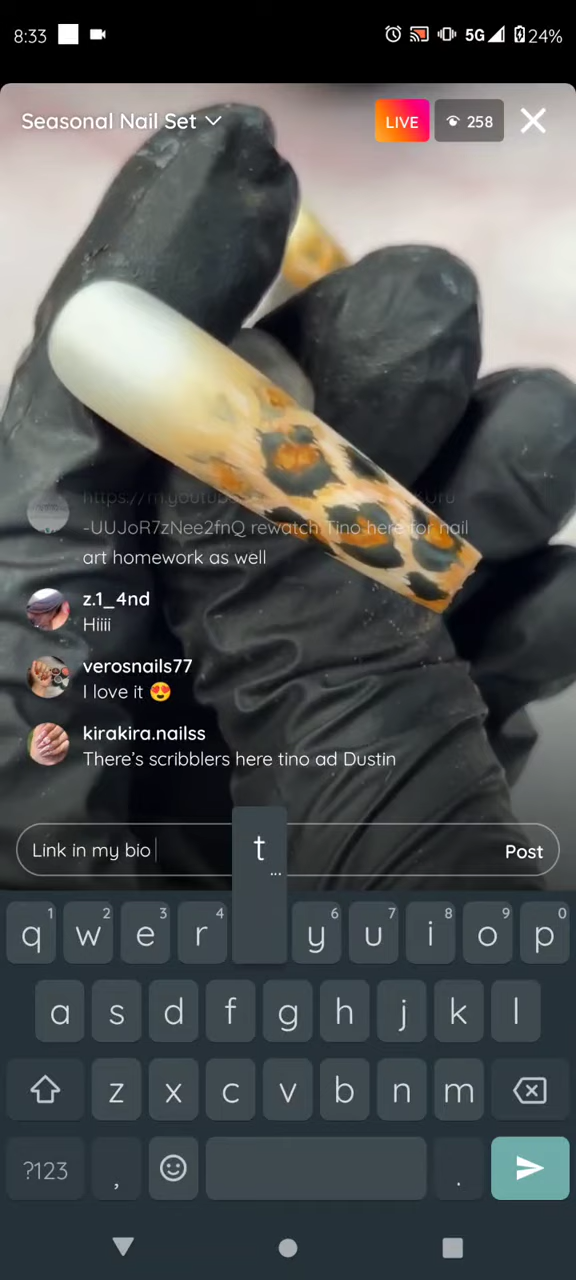 8:33
5G
24%
Seasonal Nail Set
LIVE
258
-UUJoR7zNee2fnQ rewatch Tino here for nail
art homework as well
z.1_4nd
Hiiii
verosnails77
I love it 😍
kirakira.nailss
There's scribblers here tino ad Dustin
Link in my bio
Post
t
...
q 1 w 2 e 3 r 4 y 6 u 7 i 8 o 9 p 0
a s d f g h j k l
z x c v b n m
?123 , .